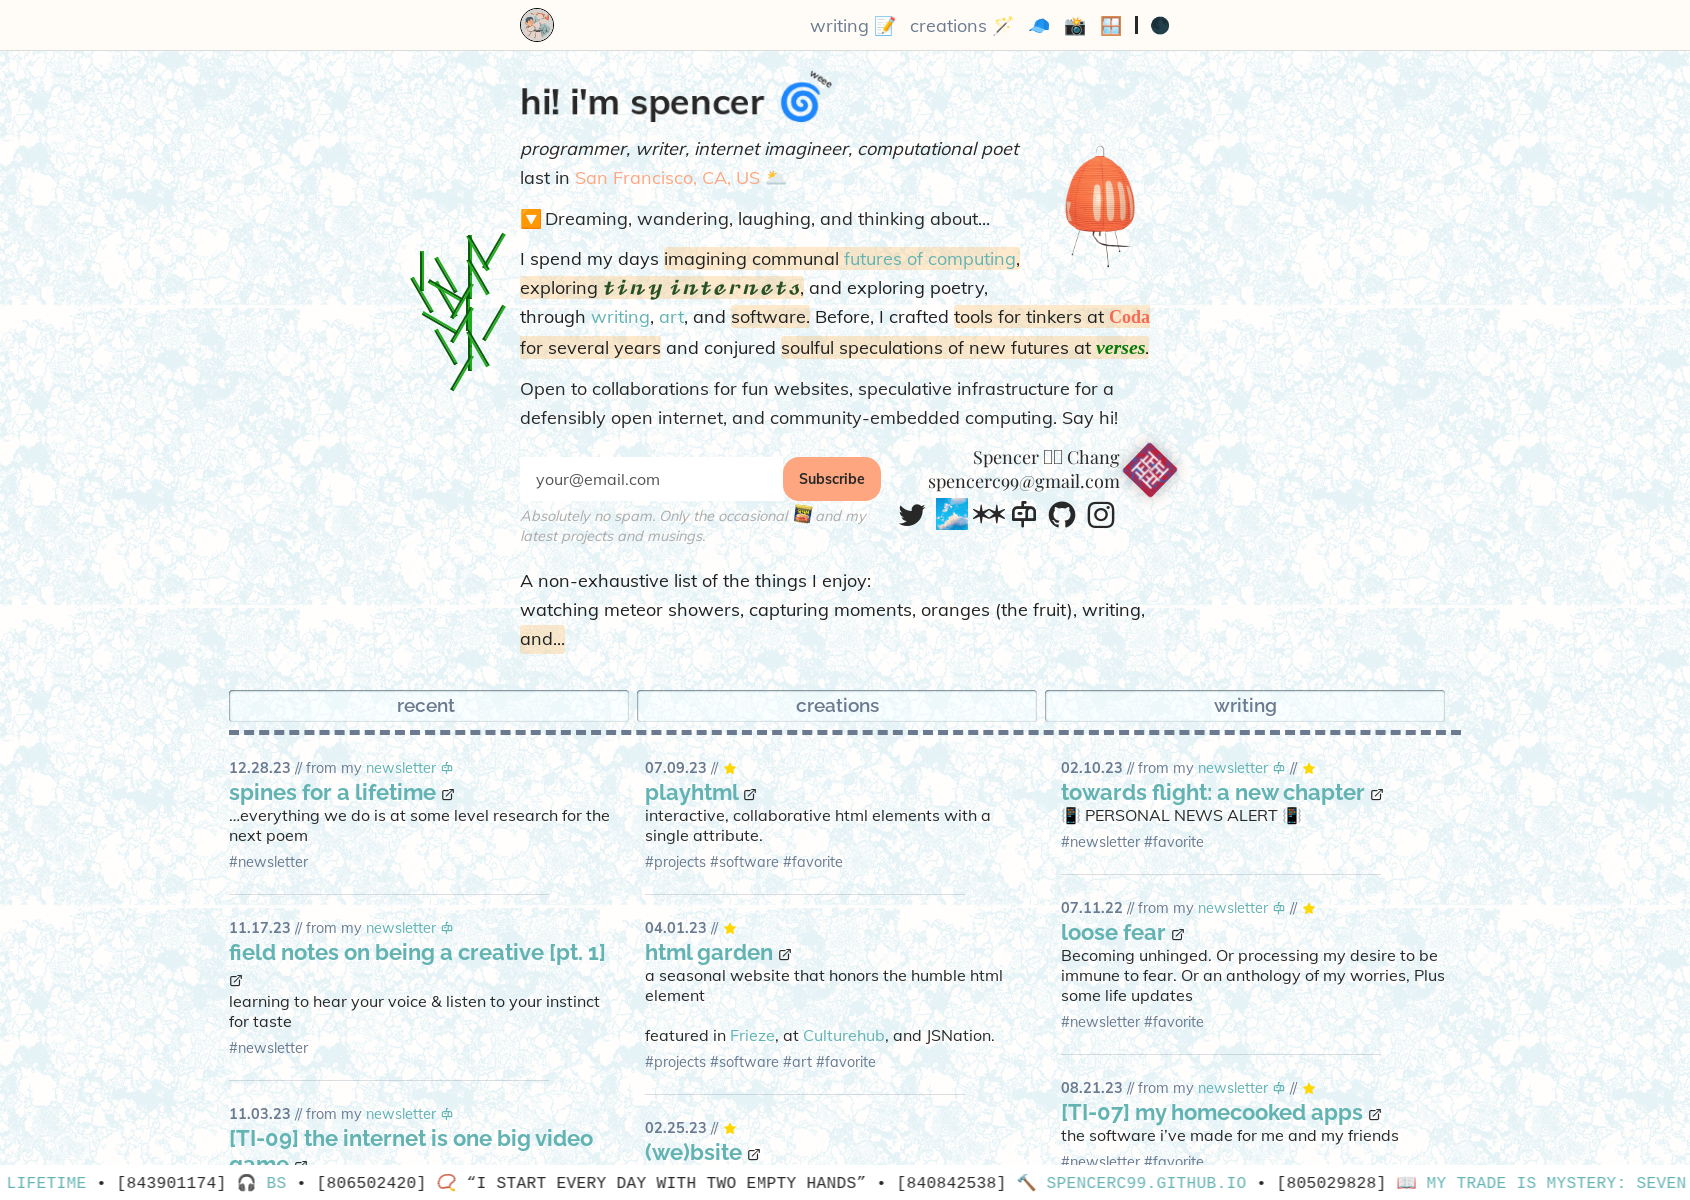 writing 📝 creations 🪄 🧢 📸 🪟 | 🌑
hi! i'm spencer 🌀 weee
programmer, writer, internet imagineer, computational poet
last in San Francisco, CA, US ⛅
🔽 Dreaming, wandering, laughing, and thinking about...
I spend my days imagining communal futures of computing,
exploring tiny internets, and exploring poetry,
through writing, art, and software. Before, I crafted tools for tinkers at Coda
for several years and conjured soulful speculations of new futures at verses.
Open to collaborations for fun websites, speculative infrastructure for a
defensibly open internet, and community-embedded computing. Say hi!
your@email.com Subscribe
Absolutely no spam. Only the occasional and my
latest projects and musings.
Spencer Chang
spencerc99@gmail.com
A non-exhaustive list of the things I enjoy:
watching meteor showers, capturing moments, oranges (the fruit), writing,
and...
recent creations writing
12.28.23 // from my newsletter
spines for a lifetime
...everything we do is at some level research for the
next poem
#newsletter
11.17.23 // from my newsletter
field notes on being a creative [pt. 1]
learning to hear your voice & listen to your instinct
for taste
#newsletter
11.03.23 // from my newsletter
[TI-09] the internet is one big video
game
07.09.23 // ⭐
playhtml
interactive, collaborative html elements with a
single attribute.
#projects #software #favorite
04.01.23 // ⭐
html garden
a seasonal website that honors the humble html
element
featured in Frieze, at Culturehub, and JSNation.
#projects #software #art #favorite
02.25.23 // ⭐
(we)bsite
02.10.23 // from my newsletter // ⭐
towards flight: a new chapter
📳 PERSONAL NEWS ALERT 📳
#newsletter #favorite
07.11.22 // from my newsletter // ⭐
loose fear
Becoming unhinged. Or processing my desire to be
immune to fear. Or an anthology of my worries, Plus
some life updates
#newsletter #favorite
08.21.23 // from my newsletter // ⭐
[TI-07] my homecooked apps
the software i’ve made for me and my friends
#newsletter #favorite
LIFETIME • [843901174] 🎧 BS • [806502420] 📿 “I START EVERY DAY WITH TWO EMPTY HANDS” • [840842538] 🔨 SPENCERC99.GITHUB.IO • [805029828] 📖 MY TRADE IS MYSTERY: SEVEN